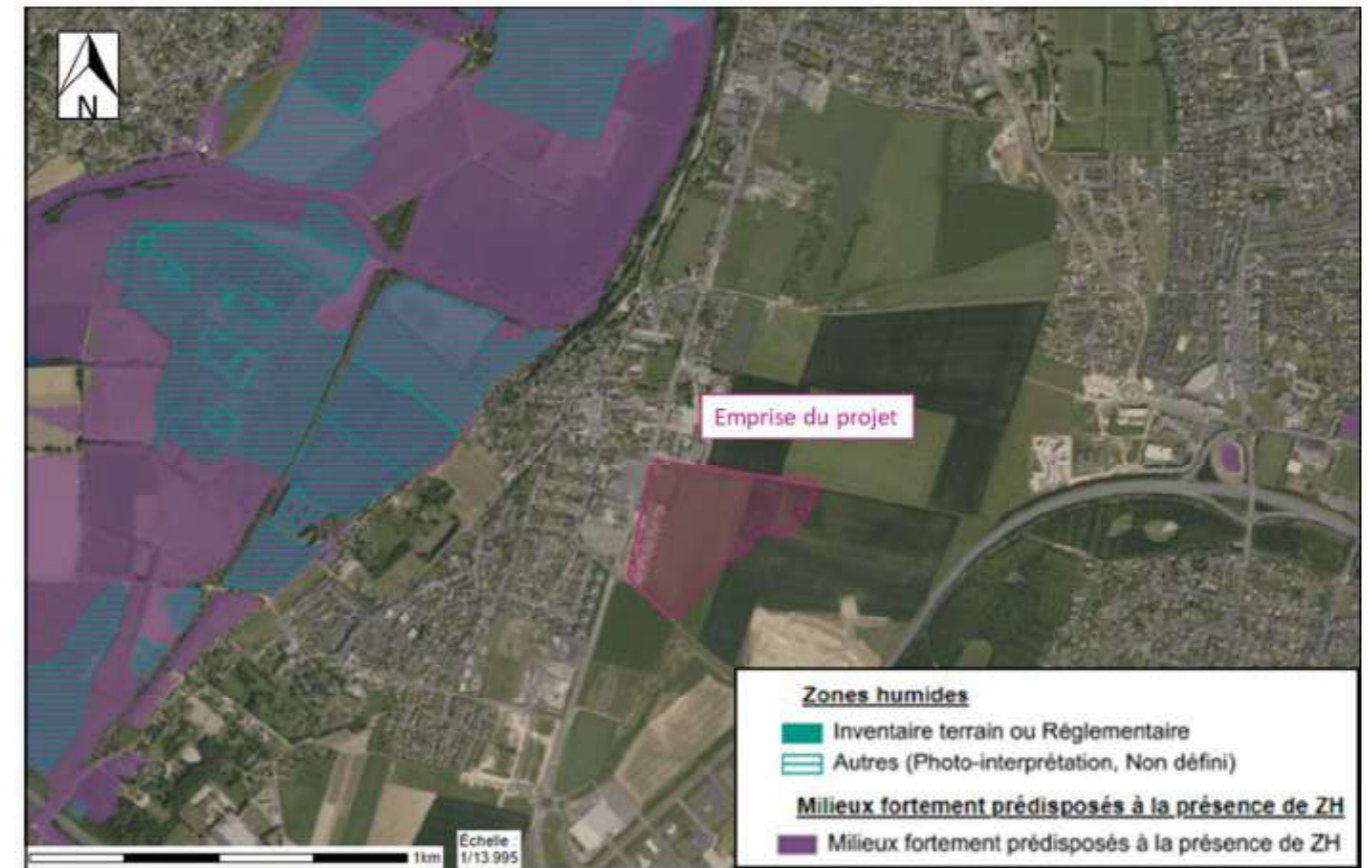 N
Emprise du projet
Zones humides
Inventaire terrain ou Réglementaire
Autres (Photo-interprétation, Non défini)
Milieux fortement prédisposés à la présence de ZH
Milieux fortement prédisposés à la présence de ZH
Échelle :
1km 1/13.995